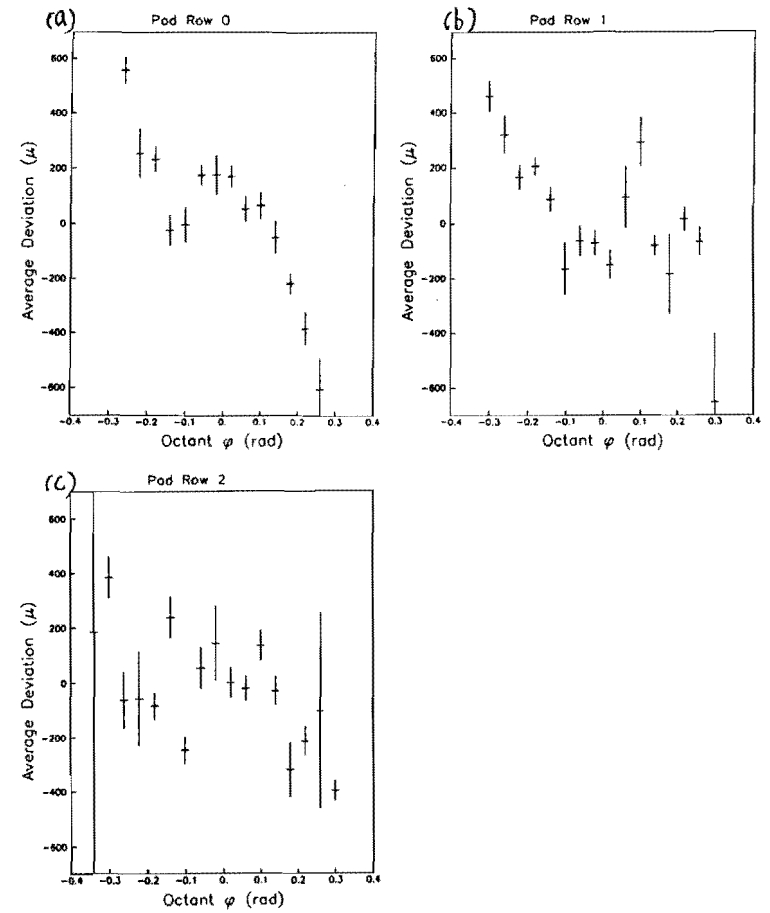 (a) Pad Row 0
600
400
200
0
-200
-400
-600
Average Deviation (μ)
-0.4 -0.3 -0.2 -0.1 0.0 0.1 0.2 0.3 0.4
Octant φ (rad)
(b) Pad Row 1
600
400
200
0
-200
-400
-600
Average Deviation (μ)
-0.4 -0.3 -0.2 -0.1 0. 0.1 0.2 0.3 0.4
Octant φ (rad)
(c) Pad Row 2
600
400
200
0
-200
-400
-600
Average Deviation (μ)
-0.4 -0.3 -0.2 -0.1 0. 0.1 0.2 0.3 0.4
Octant φ (rad)